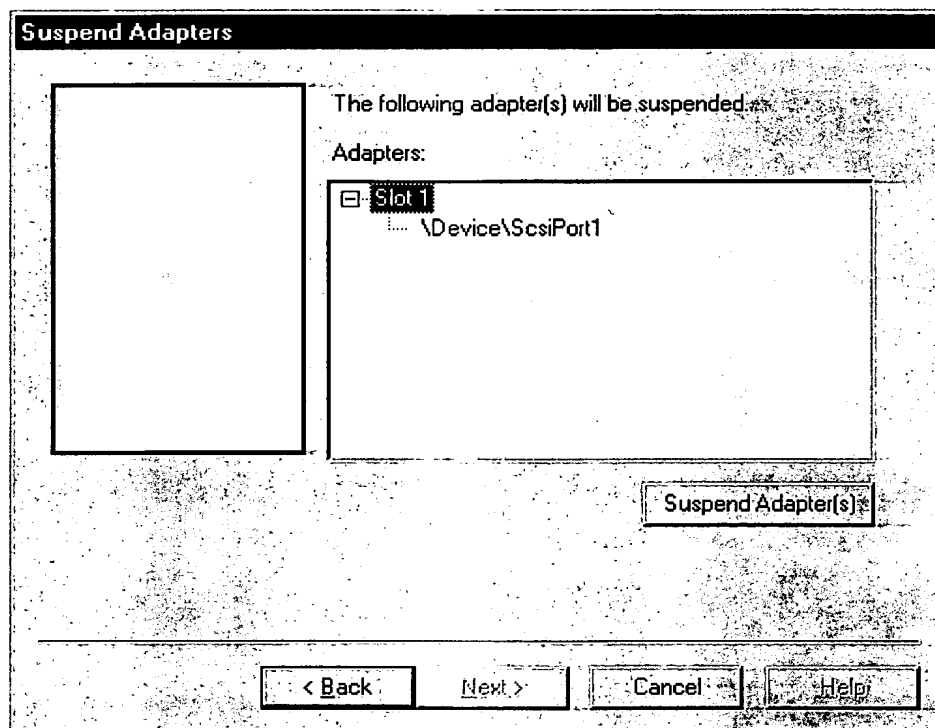 Suspend Adapters
The following adapter(s) will be suspended.
Adapters:
Slot 1
\Device\ScsiPort1
Suspend Adapter(s)
< Back
Next >
Cancel
Help